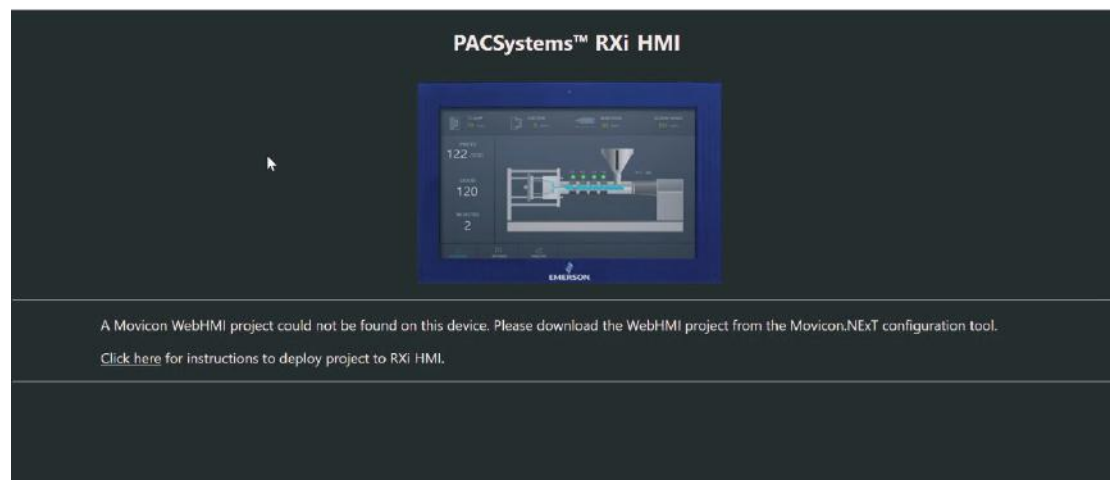 PACSystems™ RXi HMI
122
120
2
EMERSON
A Movicon WebHMI project could not be found on this device. Please download the WebHMI project from the Movicon.NExT configuration tool.
Click here for instructions to deploy project to RXi HMI.